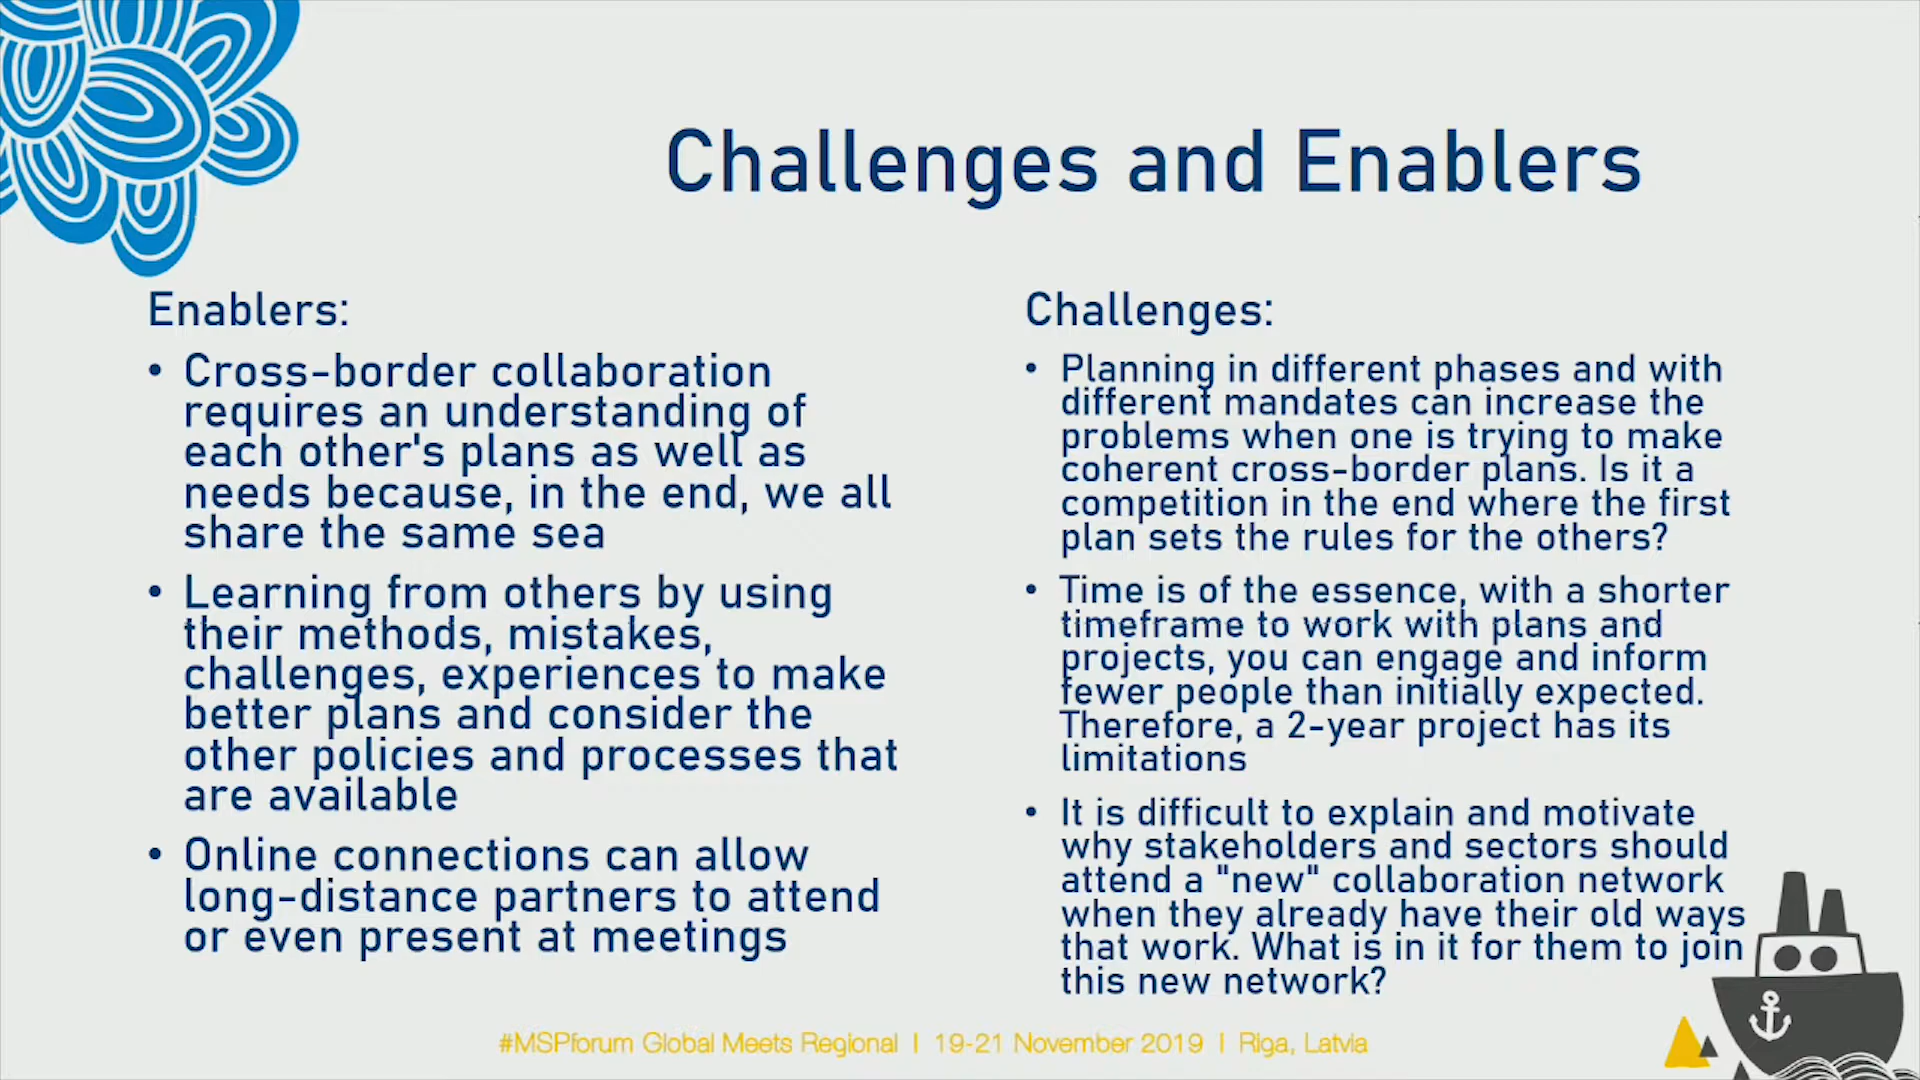 Challenges and Enablers
Enablers:
• Cross-border collaboration
requires an understanding of
each other's plans as well as
needs because, in the end, we all
share the same sea
• Learning from others by using
their methods, mistakes,
challenges, experiences to make
better plans and consider the
other policies and processes that
are available
• Online connections can allow
long-distance partners to attend
or even present at meetings
Challenges:
• Planning in different phases and with
different mandates can increase the
problems when one is trying to make
coherent cross-border plans. Is it a
competition in the end where the first
plan sets the rules for the others?
• Time is of the essence, with a shorter
timeframe to work with plans and
projects, you can engage and inform
fewer people than initially expected.
Therefore, a 2-year project has its
limitations
• It is difficult to explain and motivate
why stakeholders and sectors should
attend a "new" collaboration network
when they already have their old ways
that work. What is in it for them to join
this new network?
#MSPforum Global Meets Regional | 19-21 November 2019 | Riga, Latvia